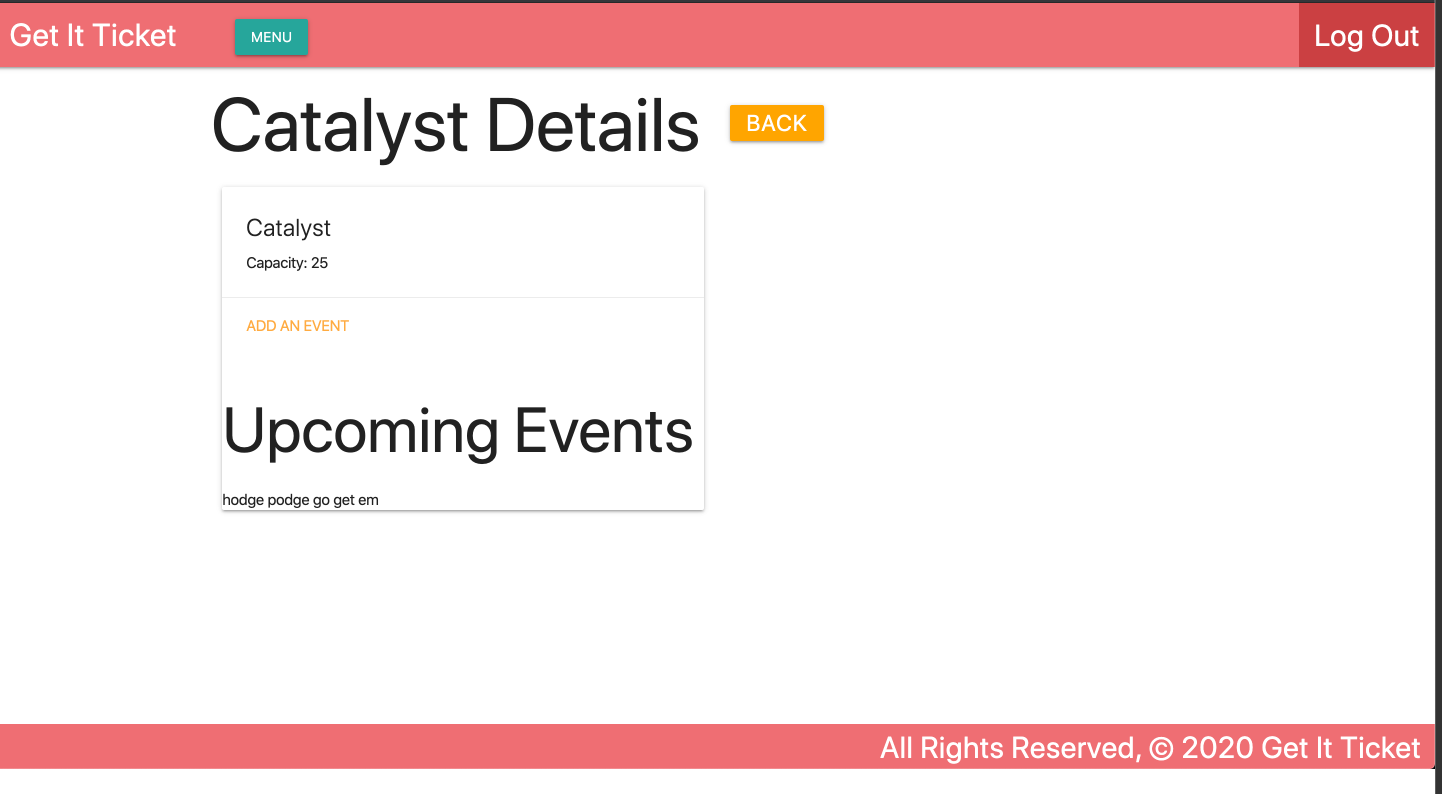 Get It Ticket MENU Log Out
Catalyst Details BACK
Catalyst
Capacity: 25
ADD AN EVENT
Upcoming Events
hodge podge go get em
All Rights Reserved, © 2020 Get It Ticket